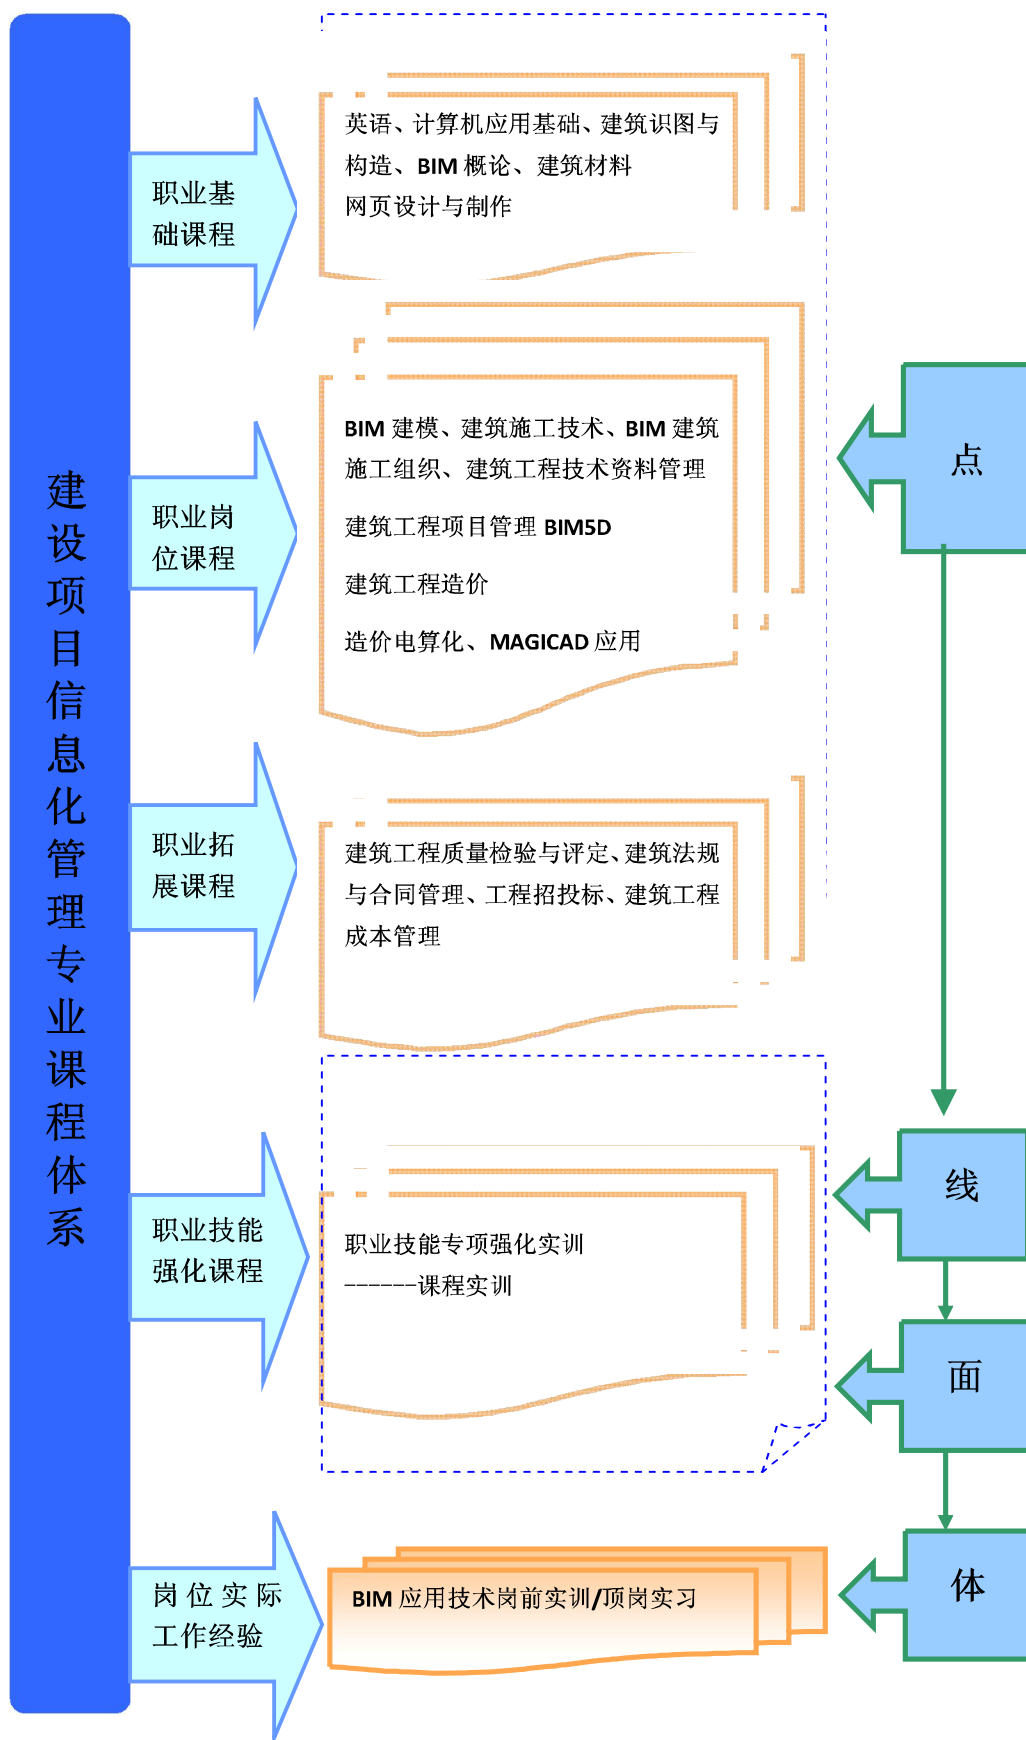 建设项目信息化管理专业课程体系
职业基
础课程
英语、计算机应用基础、建筑识图与
构造、BIM 概论、建筑材料
网页设计与制作
职业岗
位课程
BIM 建模、建筑施工技术、BIM 建筑
施工组织、建筑工程技术资料管理
建筑工程项目管理 BIM5D
建筑工程造价
造价电算化、MAGICAD 应用
点
职业拓
展课程
建筑工程质量检验与评定、建筑法规
与合同管理、工程招投标、建筑工程
成本管理
职业技能
强化课程
职业技能专项强化实训
------课程实训
线
面
岗位实际
工作经验
BIM 应用技术岗前实训/顶岗实习
体